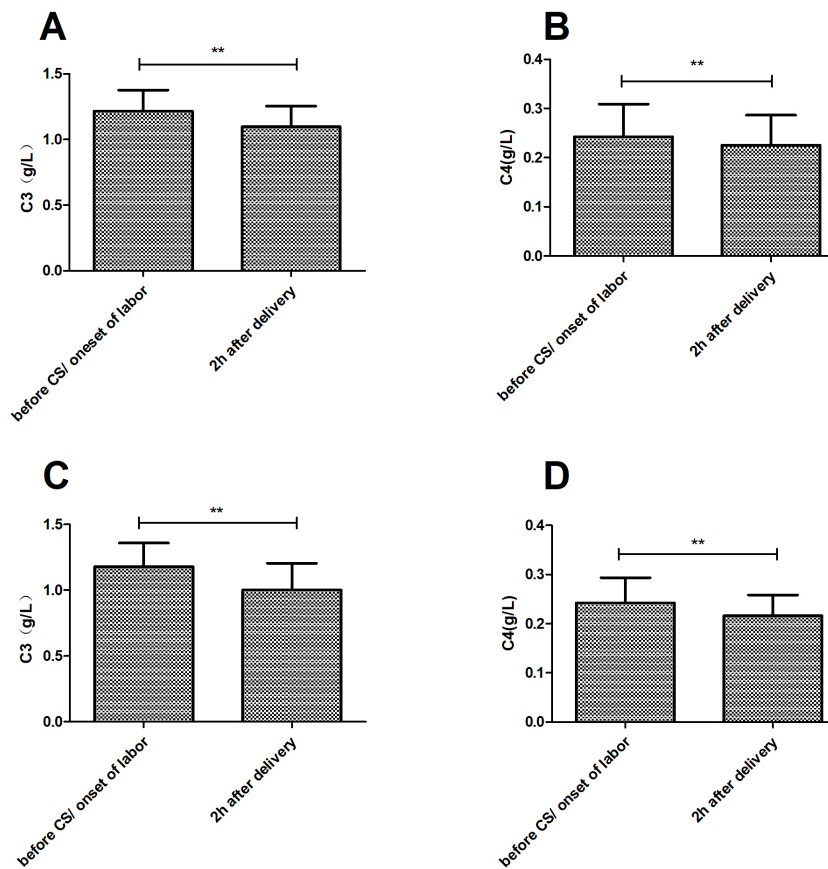 A
**
C3（g/L）
1.5
1.0
0.5
0.0
before CS/ oneset of labor
2h after delivery
B
**
C4(g/L)
0.4
0.3
0.2
0.1
0.0
before CS/ onset of labor
2h after delivery
C
**
C3（g/L）
1.5
1.0
0.5
0.0
before CS/ onset of labor
2h after delivery
D
**
C4(g/L)
0.4
0.3
0.2
0.1
0.0
before CS/ onset of labor
2h after delivery